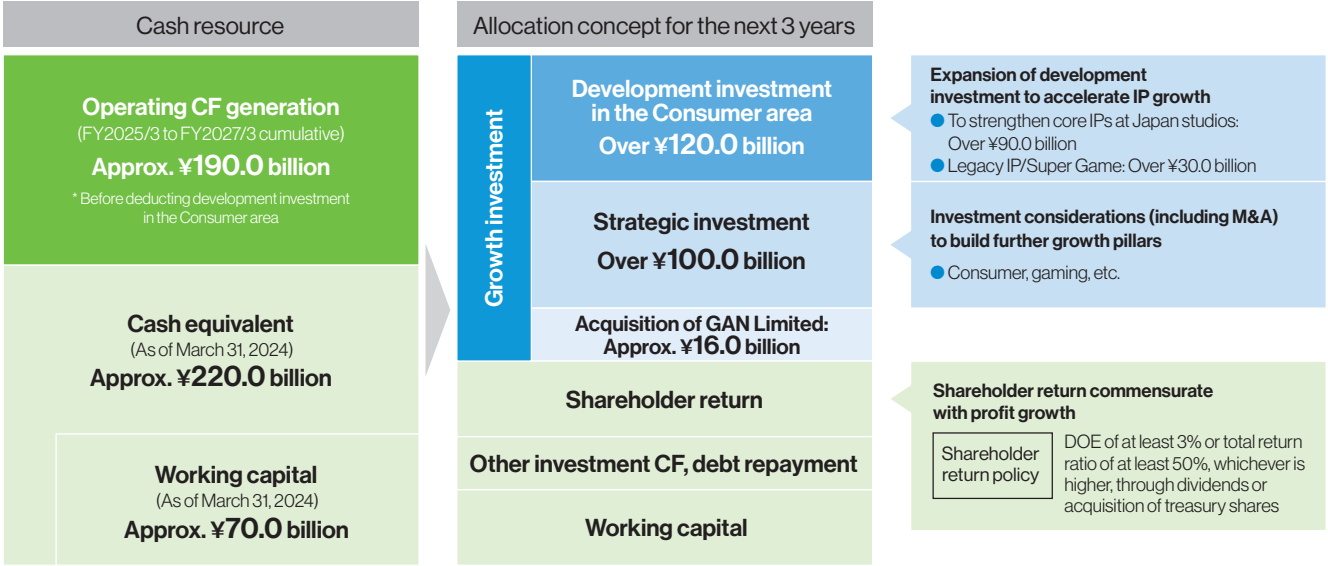 Cash resource
Operating CF generation
(FY2025/3 to FY2027/3 cumulative)
Approx. ¥190.0 billion
* Before deducting development investment
in the Consumer area
Cash equivalent
(As of March 31, 2024)
Approx. ¥220.0 billion
Working capital
(As of March 31, 2024)
Approx. ¥70.0 billion
Allocation concept for the next 3 years
Growth investment
Development investment
in the Consumer area
Over ¥120.0 billion
Strategic investment
Over ¥100.0 billion
Acquisition of GAN Limited:
Approx. ¥16.0 billion
Shareholder return
Other investment CF, debt repayment
Working capital
Expansion of development
investment to accelerate IP growth
● To strengthen core IPs at Japan studios:
Over ¥90.0 billion
● Legacy IP/Super Game: Over ¥30.0 billion
Investment considerations (including M&A)
to build further growth pillars
● Consumer, gaming, etc.
Shareholder return commensurate
with profit growth
Shareholder
return policy
DOE of at least 3% or total return
ratio of at least 50%, whichever is
higher, through dividends or
acquisition of treasury shares